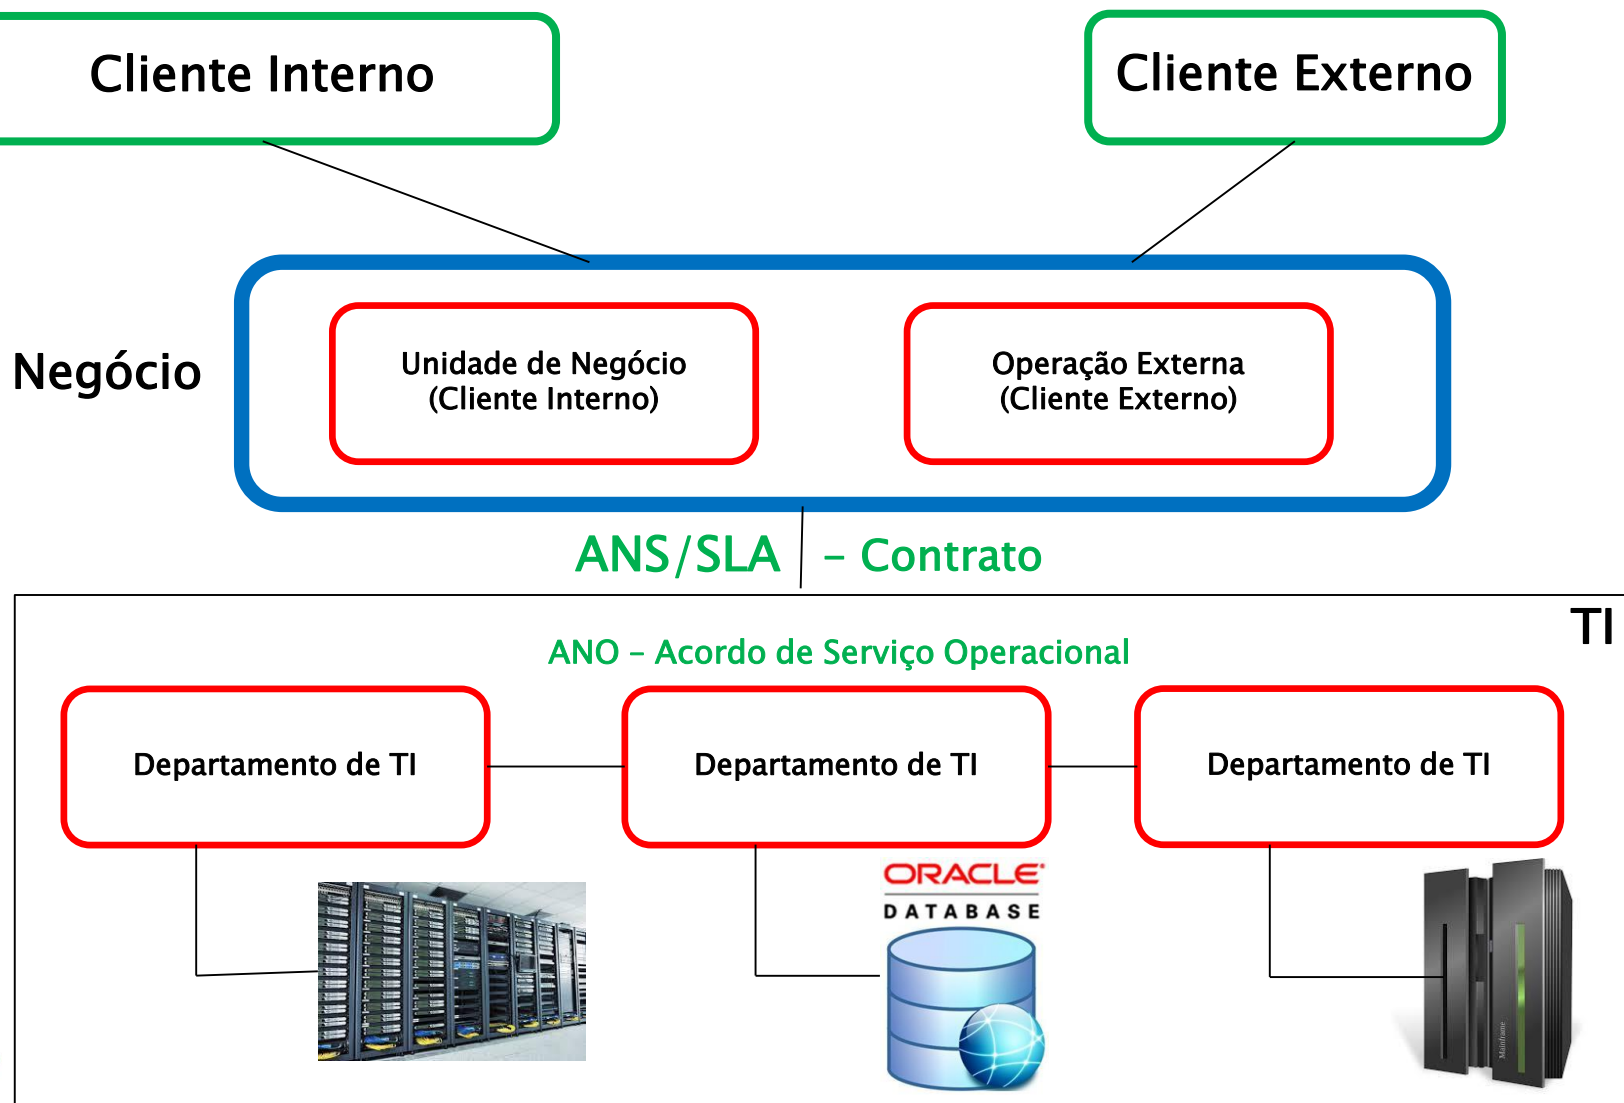 Cliente Interno
Cliente Externo
Negócio
Unidade de Negócio
(Cliente Interno)
Operação Externa
(Cliente Externo)
ANS/SLA – Contrato
TI
ANO – Acordo de Serviço Operacional
Departamento de TI
Departamento de TI
Departamento de TI
ORACLE
DATABASE
Mainframe